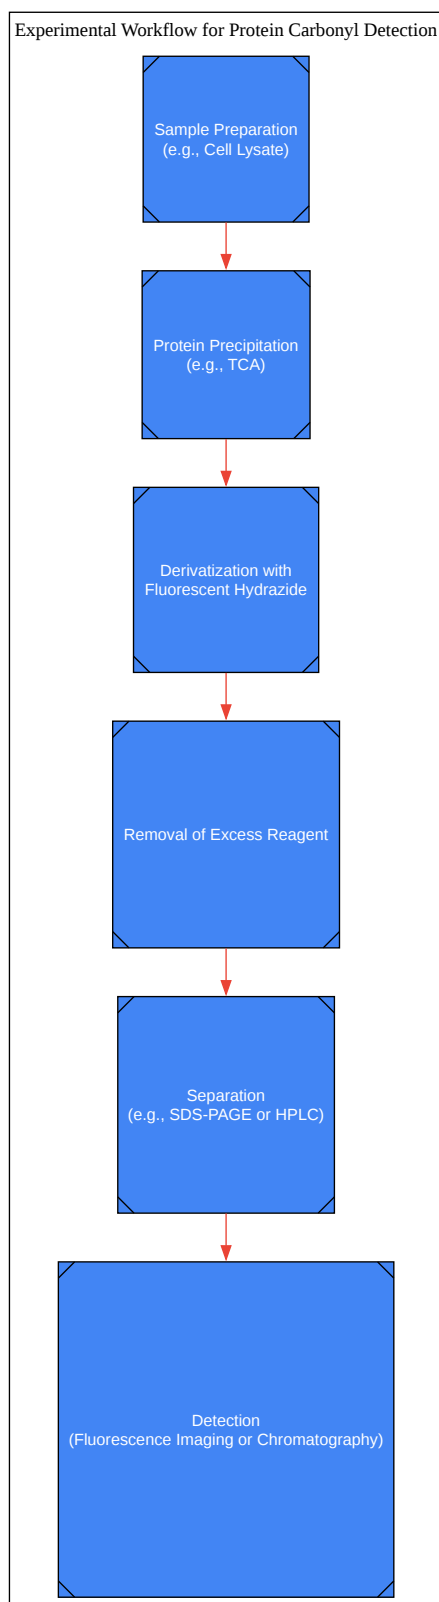 Experimental Workflow for Protein Carbonyl Detection
Sample Preparation
(e.g., Cell Lysate)
Protein Precipitation
(e.g., TCA)
Derivatization with
Fluorescent Hydrazide
Removal of Excess Reagent
Separation
(e.g., SDS-PAGE or HPLC)
Detection
(Fluorescence Imaging or Chromatography)